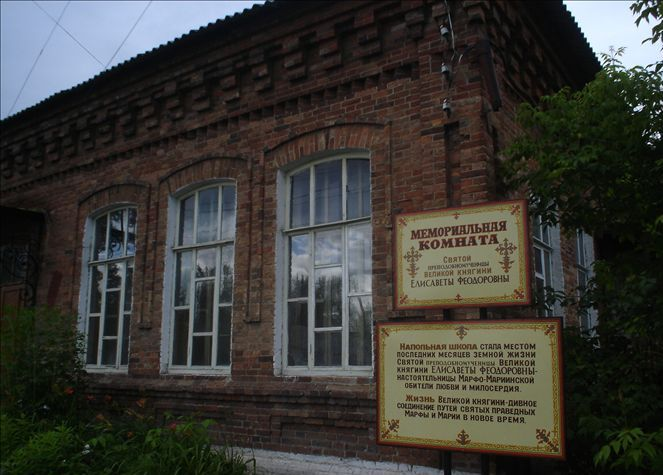 МЕМОРИАЛЬНАЯ
КОМНАТА
СВЯТОЙ
ПРЕПОДОБНОМУЧЕНИЦЫ
ВЕЛИКОЙ КНЯГИНИ
ЕЛИСАВЕТЫ ФЕОДОРОВНЫ
НАПОЛЬНАЯ ШКОЛА СТАЛА МЕСТОМ
ПОСЛЕДНИХ МЕСЯЦЕВ ЗЕМНОЙ ЖИЗНИ
СВЯТОЙ ПРЕПОДОБНОМУЧЕНИЦЫ ВЕЛИКОЙ
КНЯГИНИ ЕЛИСАВЕТЫ ФЕОДОРОВНЫ-
НАСТОЯТЕЛЬНИЦЫ МАРФО-МАРИИНСКОЙ
ОБИТЕЛИ ЛЮБВИ И МИЛОСЕРДИЯ.
ЖИЗНЬ ВЕЛИКОЙ КНЯГИНИ-ДИВНОЕ
СОЕДИНЕНИЕ ПУТЕЙ СВЯТЫХ ПРАВЕДНЫХ
МАРФЫ И МАРИИ В НОВОЕ ВРЕМЯ.